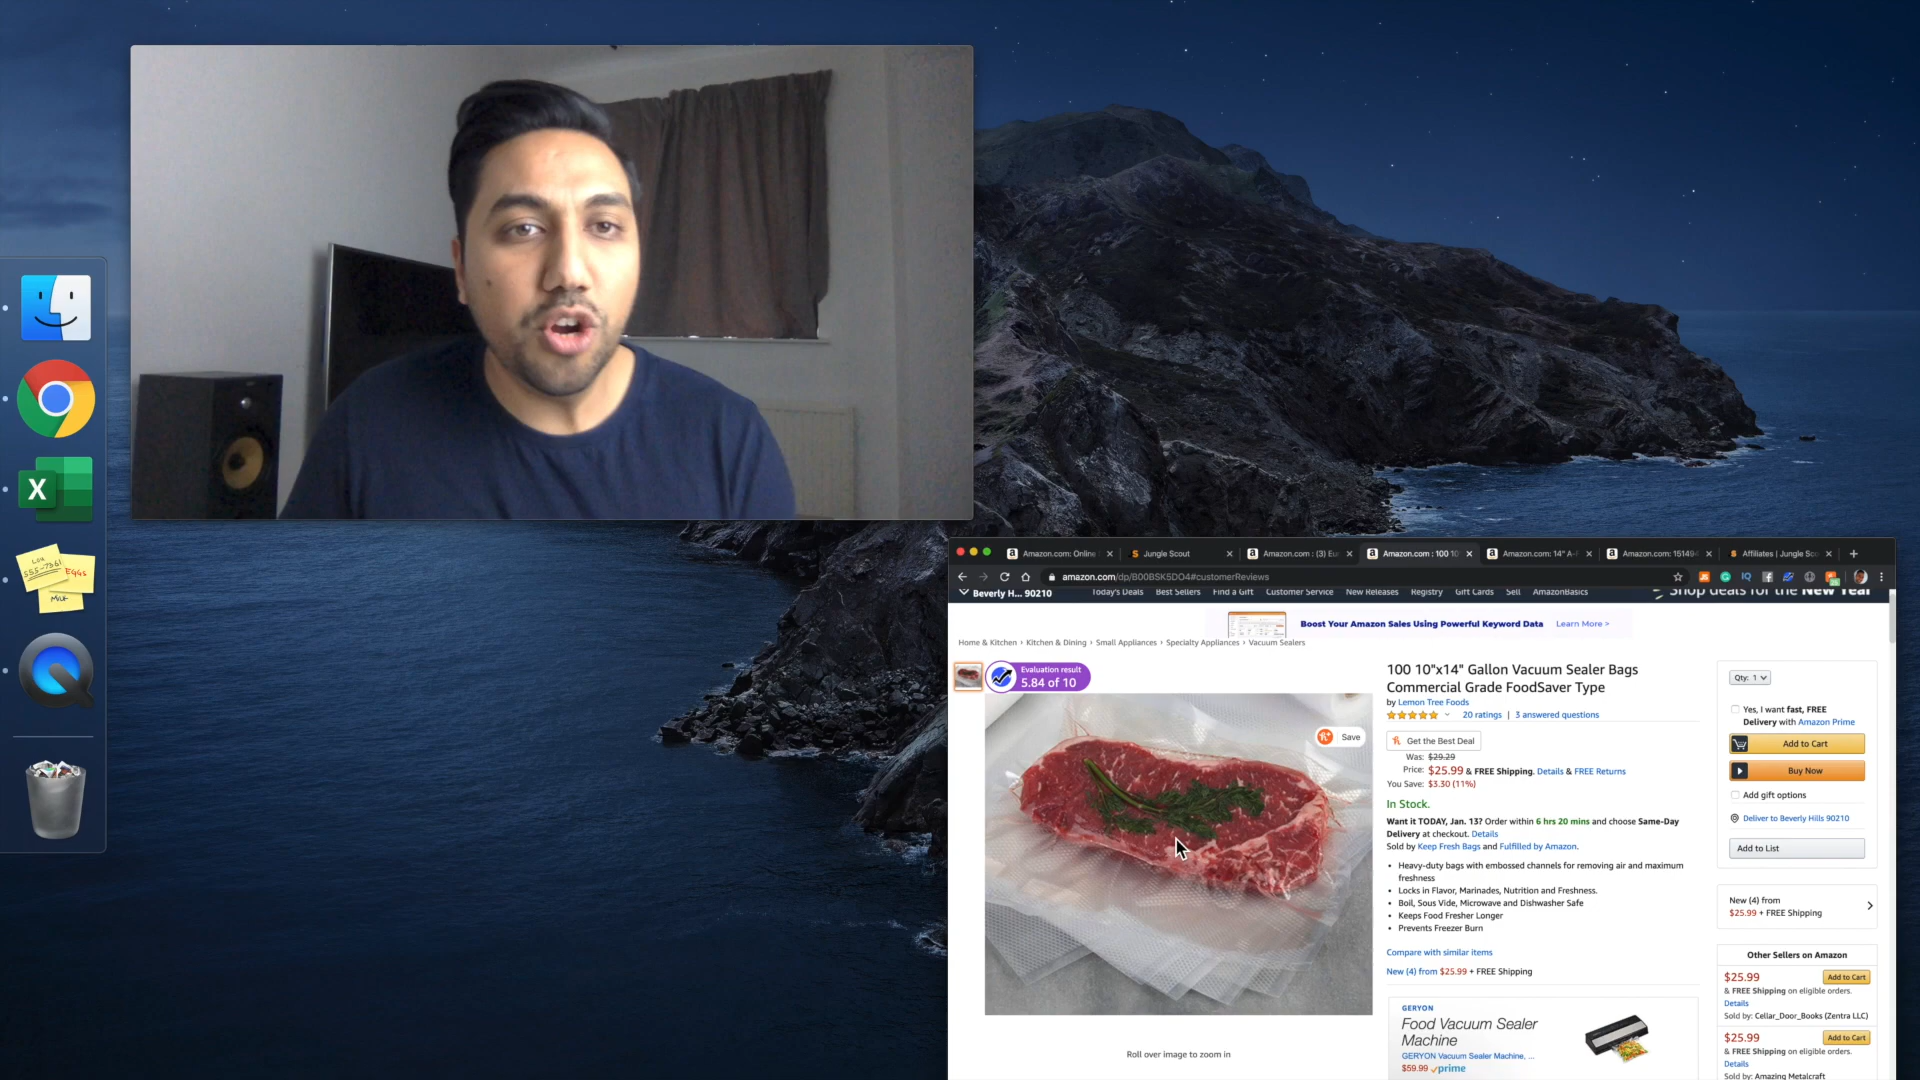 X
555-7361
EGGS
MILK
Amazon.com: Online
Jungle Scout
Amazon.com : (3) Eu
Amazon.com : 100 10
Amazon.com: 14" A-
Amazon.com: 151494
Affiliates | Jungle Sco
amazon.com/dp/B00BSK5DO4#customerReviews
Beverly H... 90210
Today's Deals Best Sellers Find a Gift Customer Service New Releases Registry Gift Cards Sell AmazonBasics
Shop deals for the New Year
Boost Your Amazon Sales Using Powerful Keyword Data Learn More >
Home & Kitchen › Kitchen & Dining › Small Appliances › Specialty Appliances › Vacuum Sealers
Evaluation result
5.84 of 10
Save
Roll over image to zoom in
100 10"x14" Gallon Vacuum Sealer Bags
Commercial Grade FoodSaver Type
by Lemon Tree Foods
20 ratings | 3 answered questions
Get the Best Deal
Was: $29.29
Price: $25.99 & FREE Shipping. Details & FREE Returns
You Save: $3.30 (11%)
In Stock.
Want it TODAY, Jan. 13? Order within 6 hrs 20 mins and choose Same-Day
Delivery at checkout. Details
Sold by Keep Fresh Bags and Fulfilled by Amazon.
• Heavy-duty bags with embossed channels for removing air and maximum
freshness
• Locks in Flavor, Marinades, Nutrition and Freshness.
• Boil, Sous Vide, Microwave and Dishwasher Safe
• Keeps Food Fresher Longer
• Prevents Freezer Burn
Compare with similar items
New (4) from $25.99 + FREE Shipping
GERYON
Food Vacuum Sealer
Machine
GERYON Vacuum Sealer Machine, ...
$59.99 prime
Qty: 1
Yes, I want fast, FREE
Delivery with Amazon Prime
Add to Cart
Buy Now
Add gift options
Deliver to Beverly Hills 90210
Add to List
New (4) from
$25.99 + FREE Shipping
Other Sellers on Amazon
$25.99 Add to Cart
& FREE Shipping on eligible orders.
Details
Sold by: Cellar_Door_Books (Zentra LLC)
$25.99 Add to Cart
& FREE Shipping on eligible orders.
Details
Sold by: Amazing Metalcraft